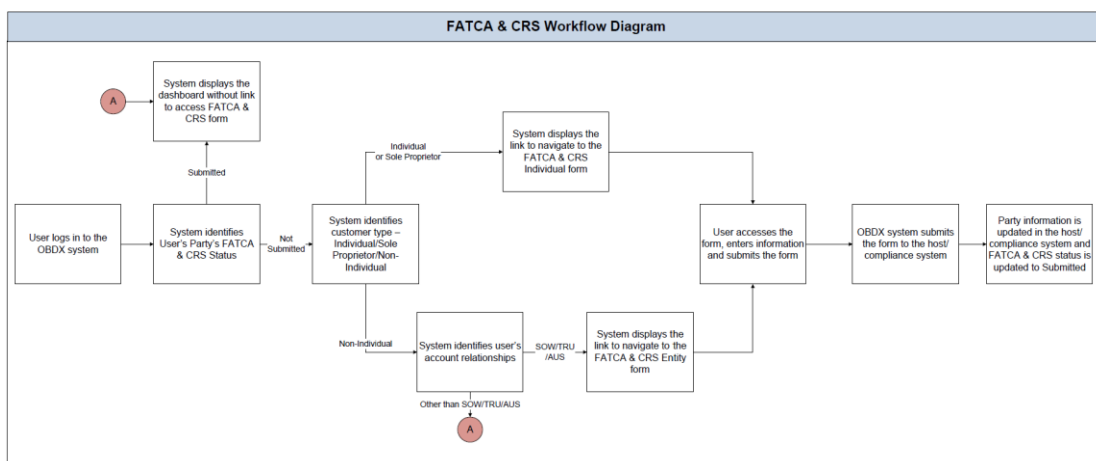 FATCA & CRS Workflow Diagram
System displays the
dashboard without link
to access FATCA &
CRS form
A
Submitted
User logs in to the
OBDX system
System identifies
User's Party's FATCA
& CRS Status
Not
Submitted
System identifies
customer type –
Individual/Sole
Proprietor/Non-
Individual
Individual
or Sole Proprietor
System displays the
link to navigate to the
FATCA & CRS
Individual form
Non-Individual
System identifies user's
account relationships
SOW/TRU
/AUS
System displays the
link to navigate to the
FATCA & CRS Entity
form
Other than SOW/TRU/AUS
A
User accesses the
form, enters information
and submits the form
OBDX system submits
the form to the host/
compliance system
Party information is
updated in the host/
compliance system and
FATCA & CRS status is
updated to Submitted